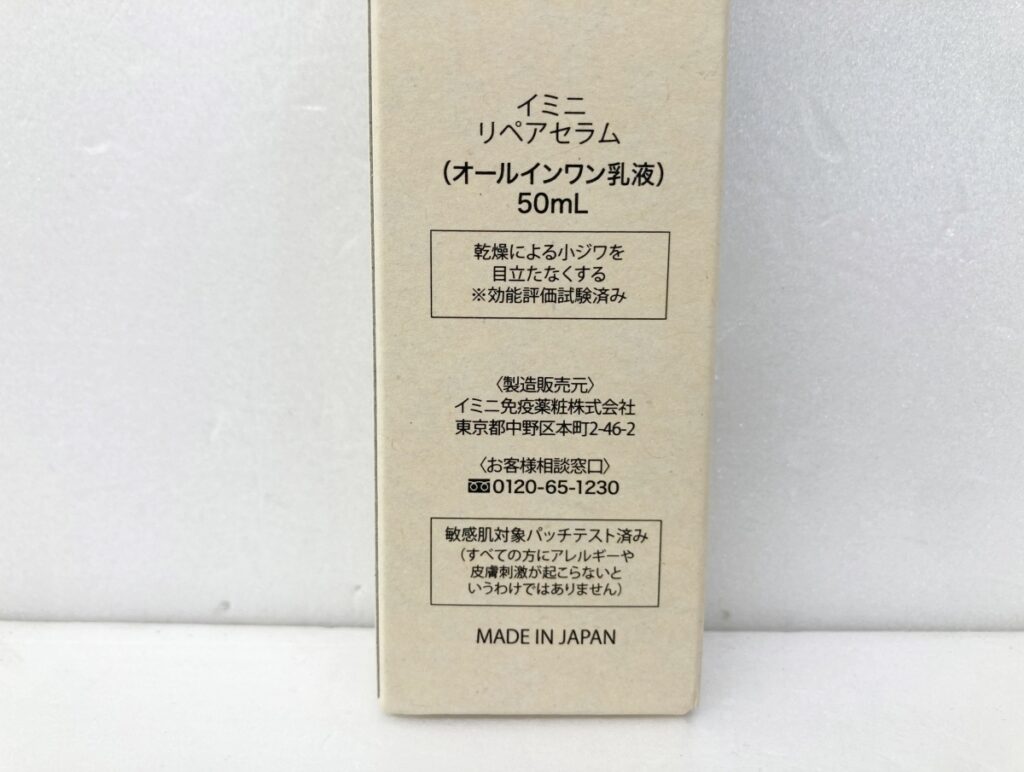 イミニ
リペアセラム
（オールインワン乳液）
50mL
乾燥による小ジワを
目立たなくする
※効能評価試験済み
〈製造販売元〉
イミニ免疫薬粧株式会社
東京都中野区本町2-46-2
〈お客様相談窓口〉
0120-65-1230
敏感肌対象パッチテスト済み
（すべての方にアレルギーや
皮膚刺激が起こらないと
いうわけではありません）
MADE IN JAPAN